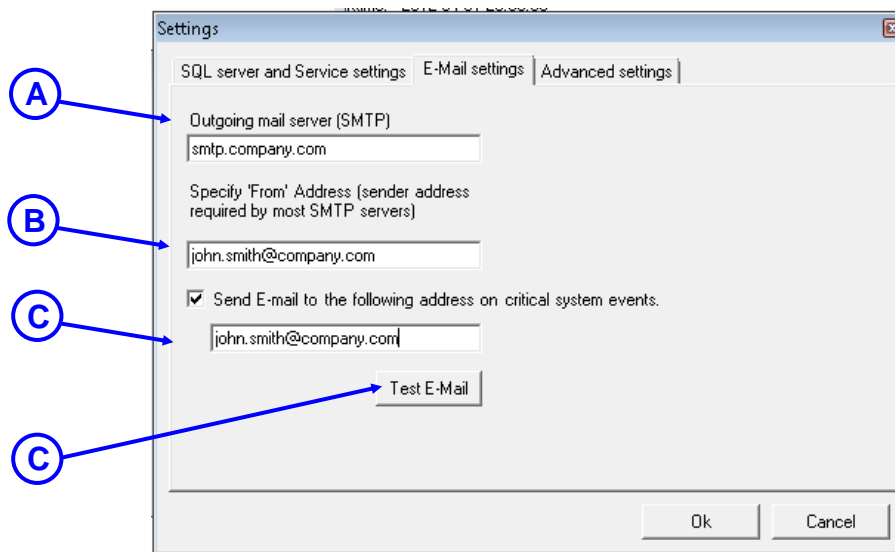 Settings
SQL server and Service settings E-Mail settings Advanced settings
A
Outgoing mail server (SMTP)
smtp.company.com
Specify 'From' Address (sender address
required by most SMTP servers)
B
john.smith@company.com
Send E-mail to the following address on critical system events.
C
john.smith@company.com
Test E-Mail
C
Ok Cancel